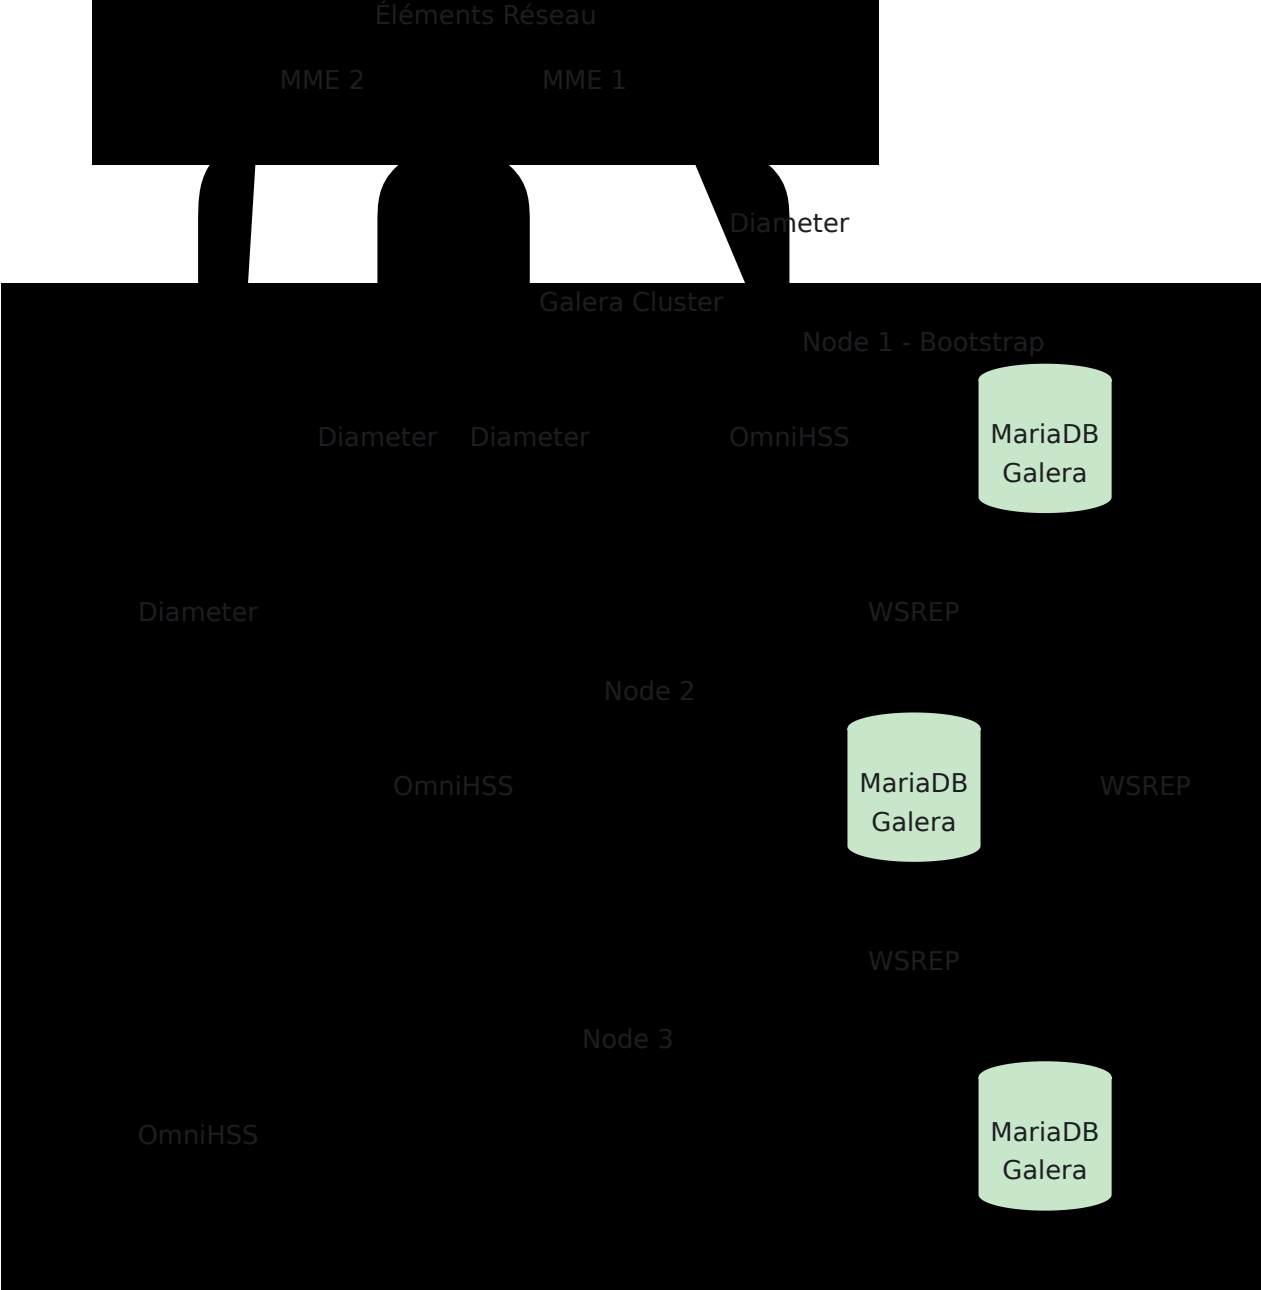 Éléments Réseau
MME 2
MME 1
Diameter
Galera Cluster
Node 1 - Bootstrap
Diameter
Diameter
OmniHSS
MariaDB
Galera
Diameter
WSREP
Node 2
OmniHSS
MariaDB
Galera
WSREP
WSREP
Node 3
OmniHSS
MariaDB
Galera